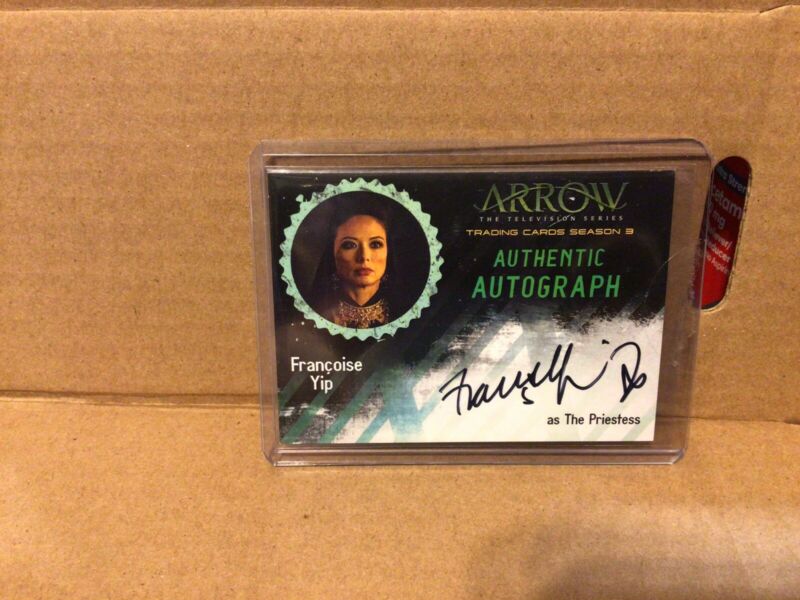 ARROW
THE TELEVISION SERIES
TRADING CARDS SEASON 3
AUTHENTIC
AUTOGRAPH
Françoise
Yip
as The Priestess